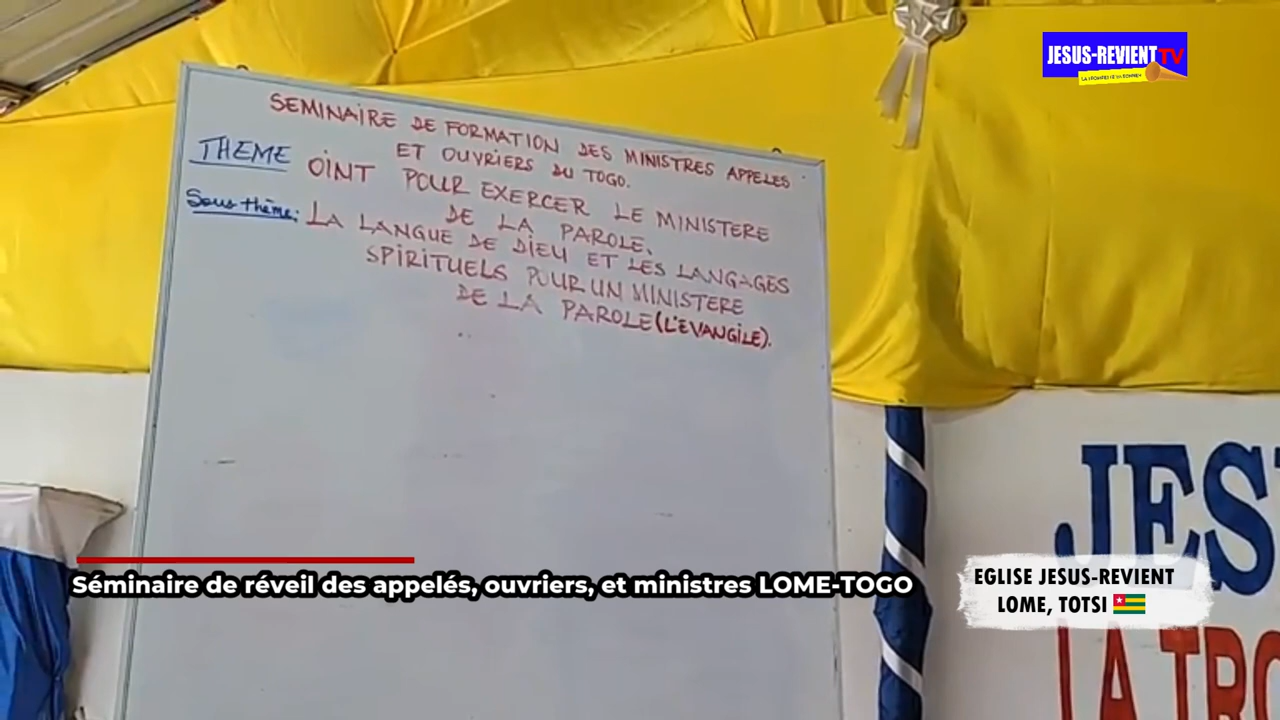 JESUS-REVIENT TV
SEMINAIRE DE FORMATION DES MINISTRES APPELES
ET OUVRIERS DU TOGO.
THEME OINT POUR EXERCER LE MINISTERE
DE LA PAROLE.
Sous thème: LA LANGUE DE DIEU ET LES LANGAGES
SPIRITUELS POUR UN MINISTERE
DE LA PAROLE (L'EVANGILE).
JES
Séminaire de réveil des appelés, ouvriers, et ministres LOME-TOGO
EGLISE JESUS-REVIENT
LOME, TOTSI
LA TRO